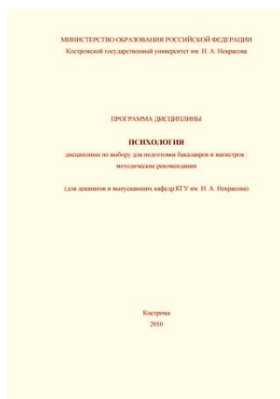 МИНИСТЕРСТВО ОБРАЗОВАНИЯ РОССИЙСКОЙ ФЕДЕРАЦИИ
Костромской государственный университет им. Н. А. Некрасова
ПРОГРАММА ДИСЦИПЛИНЫ
ПСИХОЛОГИЯ
дисциплины по выбору для подготовки бакалавров и магистров :
методические рекомендации
(для деканатов и выпускающих кафедр КГУ им. Н. А. Некрасова)
Кострома
2010